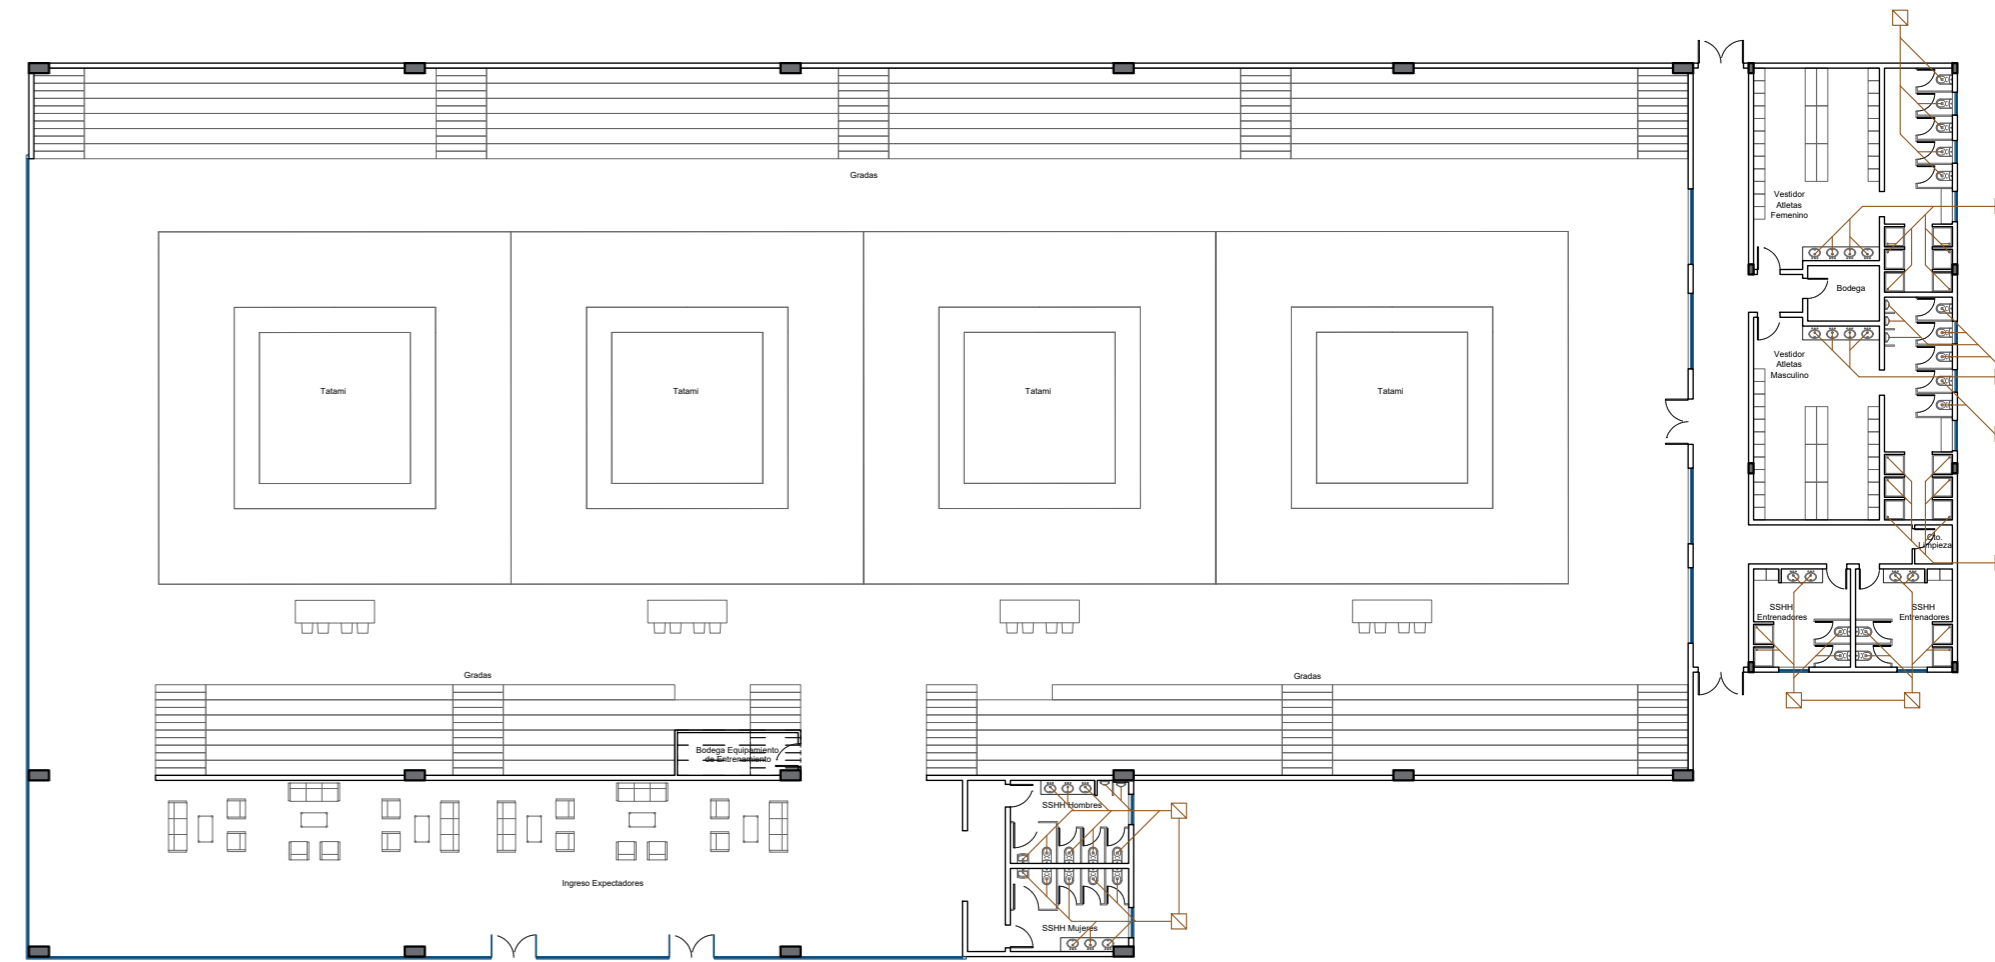 Gradas
Vestidor
Atletas
Femenino
Bodega
Vestidor
Atletas
Masculino
Tatami
Tatami
Tatami
Tatami
Cto.
Limpieza
SSHH
Entrenadores
SSHH
Entrenadores
Gradas
Gradas
Bodega Equipamiento
de Entrenamiento
SSHH Hombres
Ingreso Expectadores
SSHH Mujeres